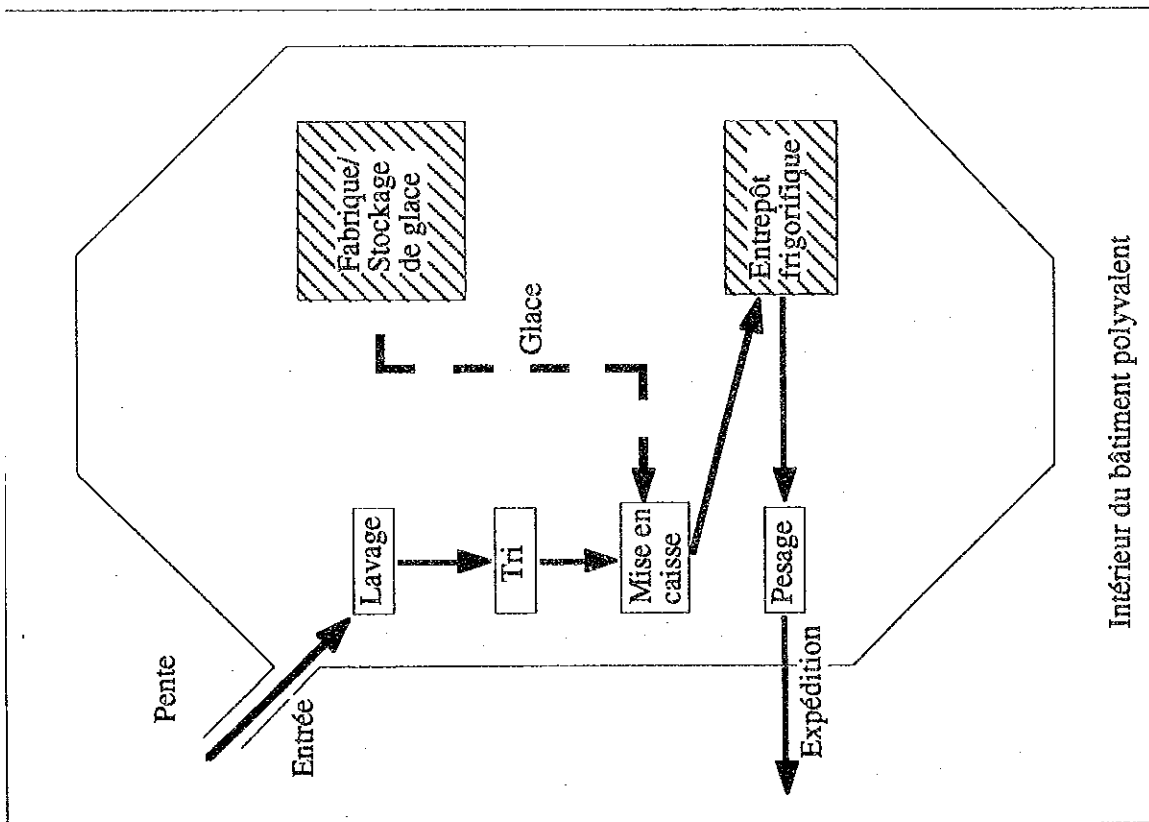 Pente
Entrée
Lavage
Tri
Mise en
caisse
Glace
Fabrique/
Stockage
de glace
Entrepôt
frigorifique
Pesage
Expédition
Intérieur du bâtiment polyvalent